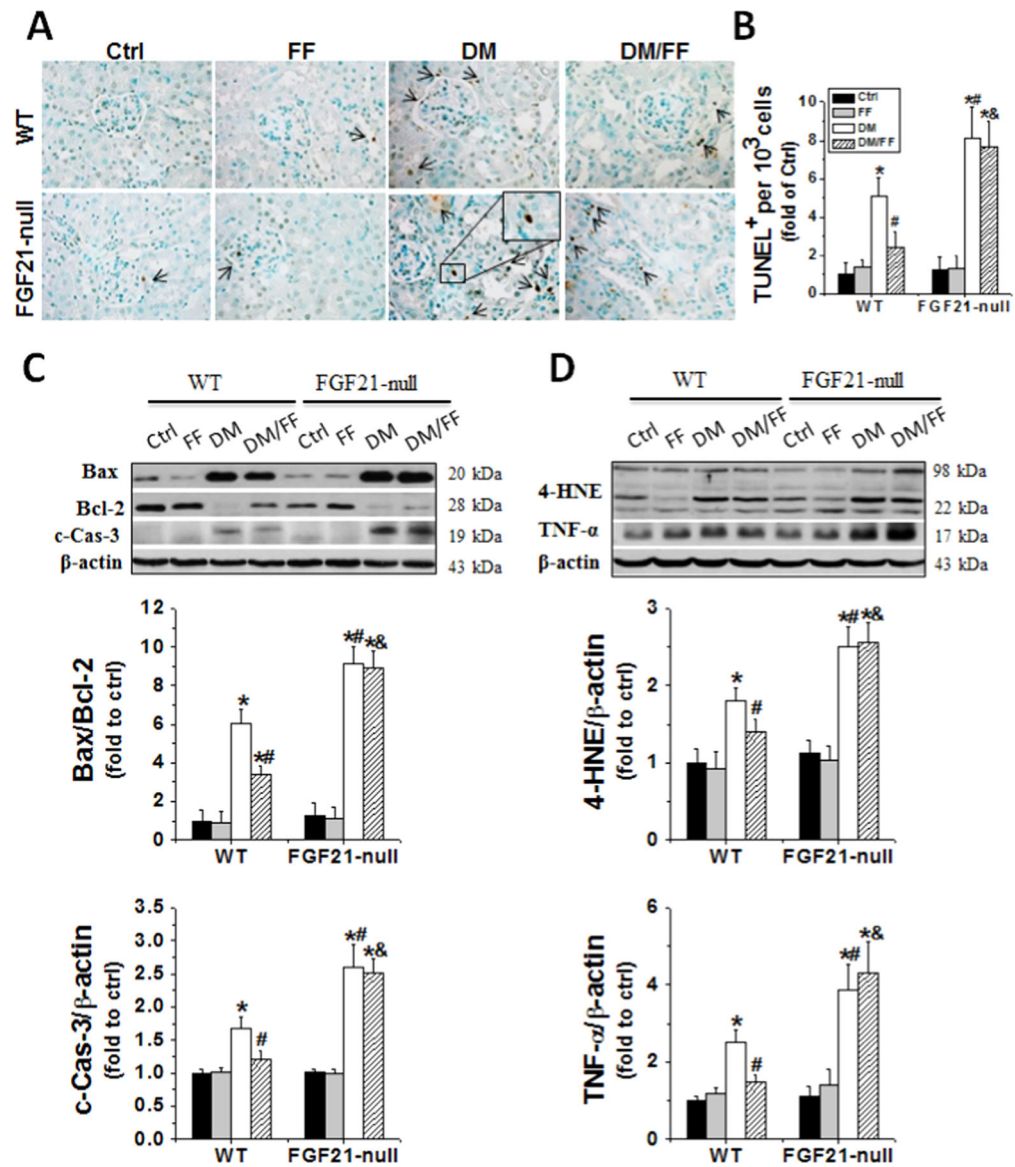 A
Ctrl FF DM DM/FF
WT
FGF21-null
B
TUNEL+ per 10³ cells
(fold of Ctrl)
10
8
6
4
2
0
Ctrl
FF
DM
DM/FF
*
#
*#
*&
WT FGF21-null
C
WT FGF21-null
Ctrl FF DM DM/FF Ctrl FF DM DM/FF
Bax 20 kDa
Bcl-2 28 kDa
c-Cas-3 19 kDa
β-actin 43 kDa
Bax/Bcl-2
(fold to ctrl)
12
10
8
6
4
2
0
*
*#
*#
*&
WT FGF21-null
c-Cas-3/β-actin
(fold to ctrl)
3.5
3.0
2.5
2.0
1.5
1.0
0.5
0.0
*
#
*#
*&
WT FGF21-null
D
WT FGF21-null
Ctrl FF DM DM/FF Ctrl FF DM DM/FF
98 kDa
4-HNE
22 kDa
TNF-α 17 kDa
β-actin 43 kDa
4-HNE/β-actin
(fold to ctrl)
3
2
1
0
*
#
*#
*&
WT FGF21-null
TNF-α/β-actin
(fold to ctrl)
6
4
2
0
*
#
*#
*&
WT FGF21-null